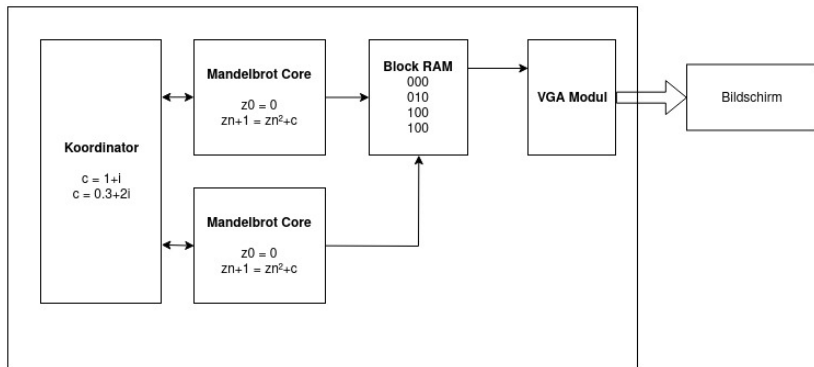 Koordinator
c = 1+i
c = 0.3+2i
Mandelbrot Core
z0 = 0
zn+1 = zn²+c
Mandelbrot Core
z0 = 0
zn+1 = zn²+c
Block RAM
000
010
100
100
VGA Modul
Bildschirm